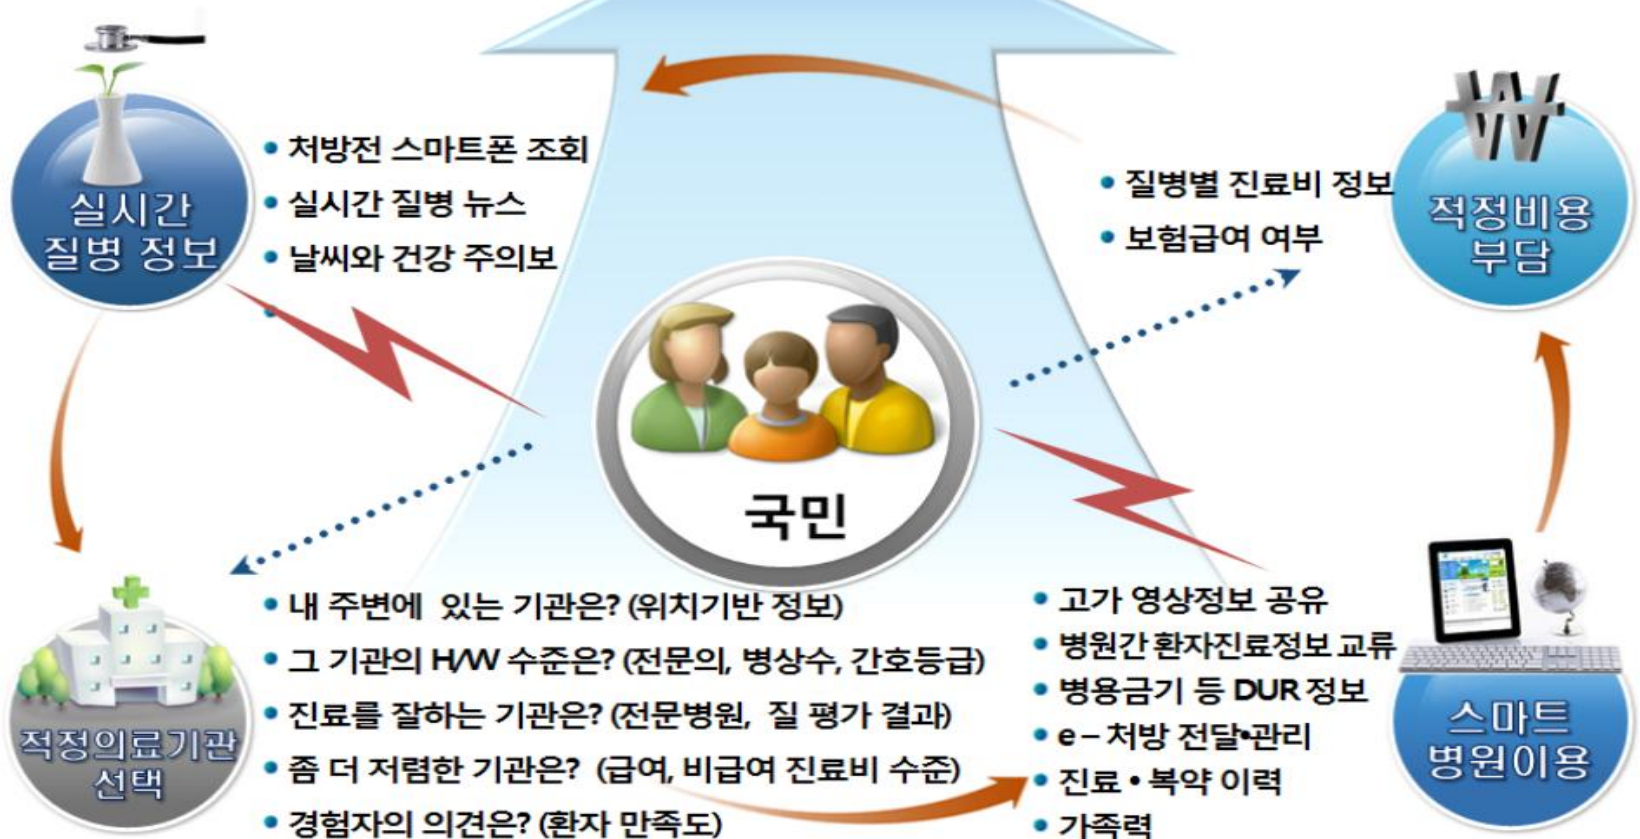 실시간
질병 정보
• 처방전 스마트폰 조회
• 실시간 질병 뉴스
• 날씨와 건강 주의보
•
• 질병별 진료비 정보
• 보험급여 여부
적정비용
부담
국민
적정의료기관
선택
• 내 주변에 있는 기관은? (위치기반 정보)
• 그 기관의 H/W 수준은? (전문의, 병상수, 간호등급)
• 진료를 잘하는 기관은? (전문병원, 질 평가 결과)
• 좀 더 저렴한 기관은? (급여, 비급여 진료비 수준)
• 경험자의 의견은? (환자 만족도)
• 고가 영상정보 공유
• 병원간 환자진료정보 교류
• 병용금기 등 DUR 정보
• e – 처방 전달•관리
• 진료 • 복약 이력
• 가족력
스마트
병원이용